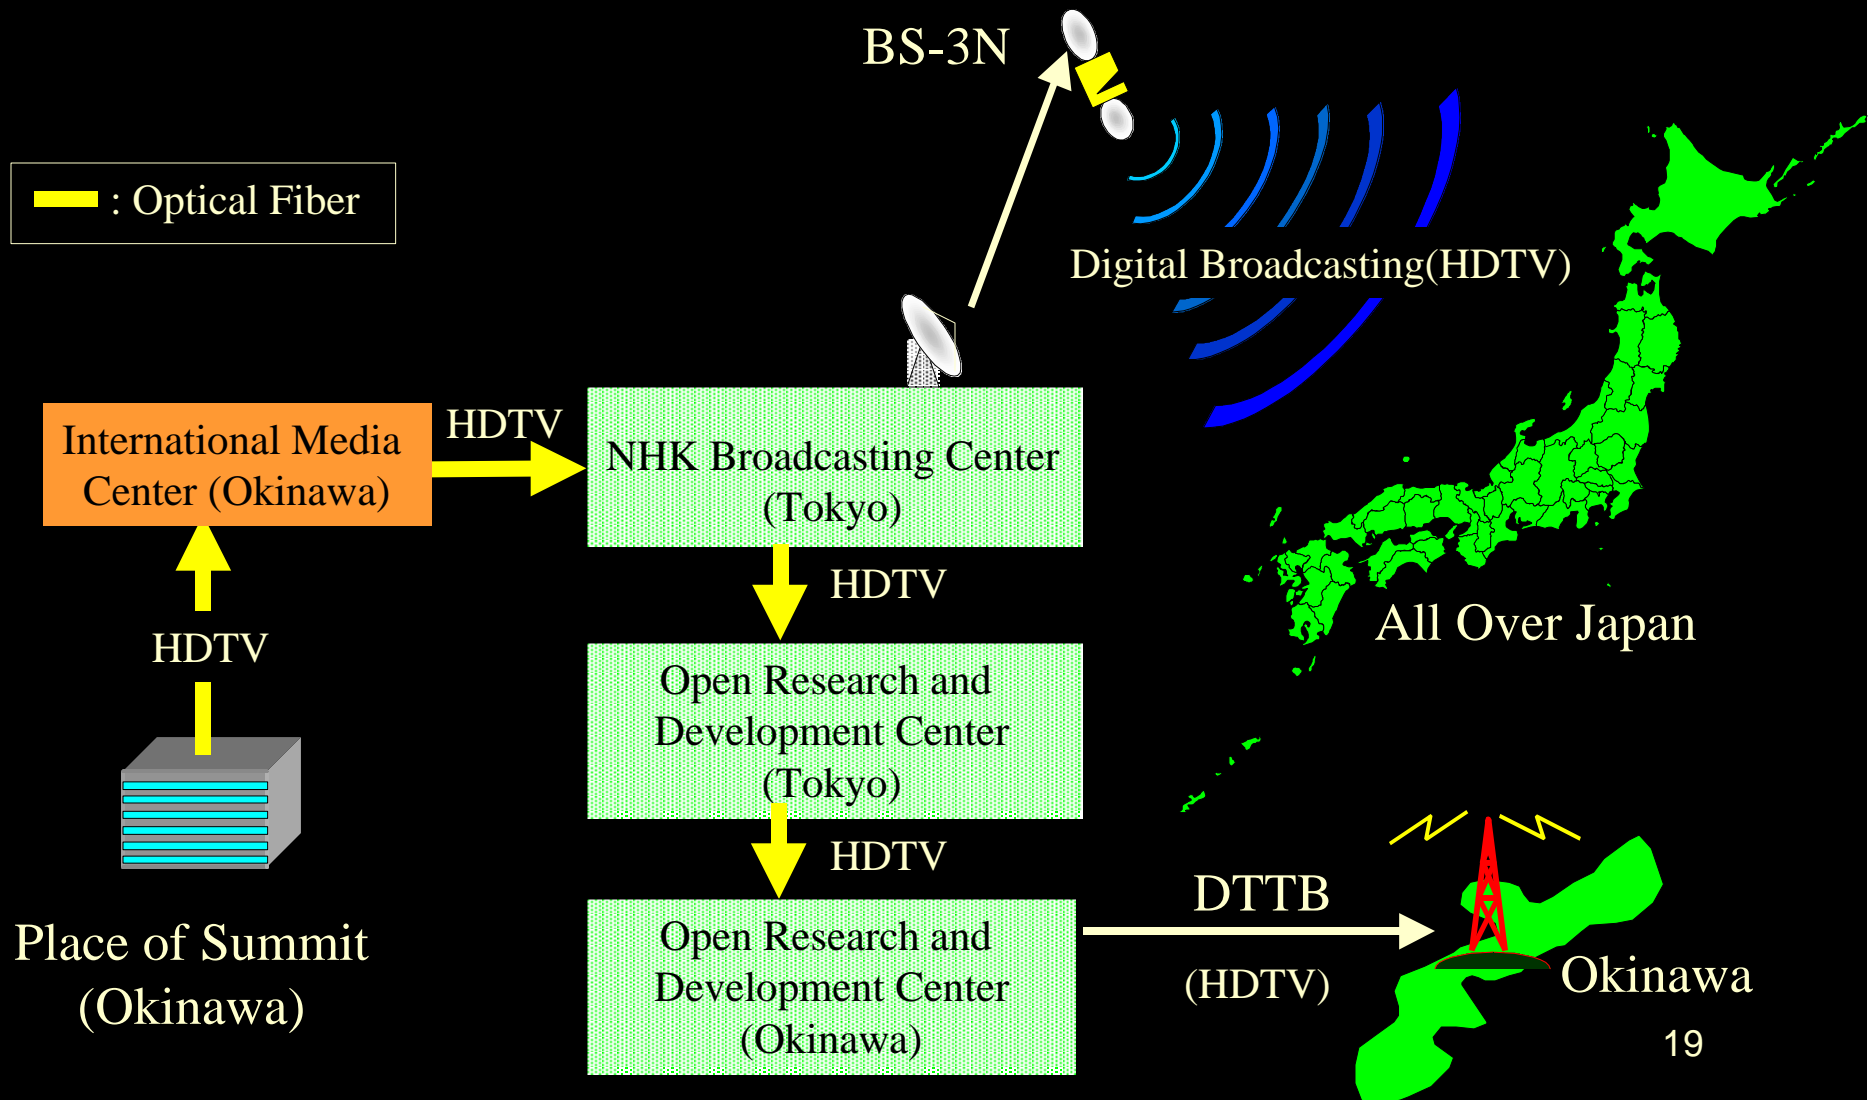 BS-3N
: Optical Fiber
Digital Broadcasting(HDTV)
International Media
Center (Okinawa)
HDTV
NHK Broadcasting Center
(Tokyo)
HDTV
HDTV
All Over Japan
Open Research and
Development Center
(Tokyo)
HDTV
Place of Summit
(Okinawa)
Open Research and
Development Center
(Okinawa)
DTTB
(HDTV)
Okinawa
19